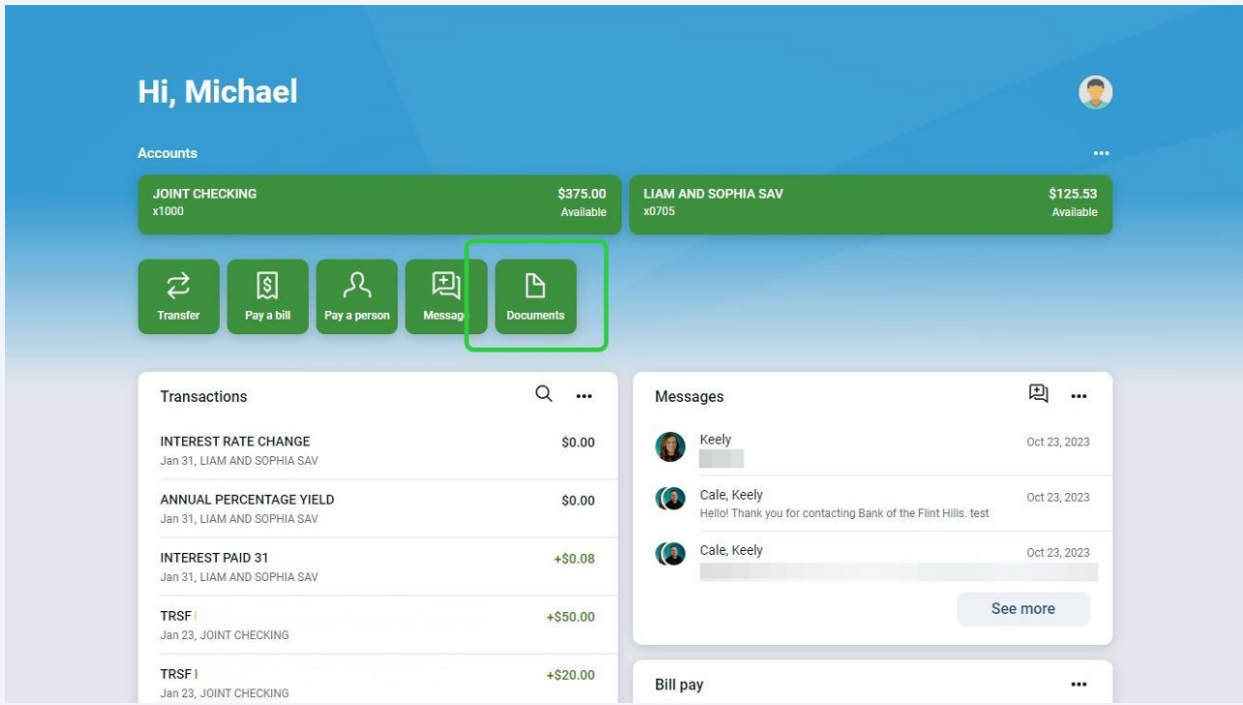 Hi, Michael
Accounts
JOINT CHECKING $375.00
x1000 Available
LIAM AND SOPHIA SAV $125.53
x0705 Available
Transfer
Pay a bill
Pay a person
Message
Documents
Transactions
INTEREST RATE CHANGE $0.00
Jan 31, LIAM AND SOPHIA SAV
ANNUAL PERCENTAGE YIELD $0.00
Jan 31, LIAM AND SOPHIA SAV
INTEREST PAID 31 +$0.08
Jan 31, LIAM AND SOPHIA SAV
TRSF +$50.00
Jan 23, JOINT CHECKING
TRSF +$20.00
Jan 23, JOINT CHECKING
Messages
Keely Oct 23, 2023
Cale, Keely Oct 23, 2023
Hello! Thank you for contacting Bank of the Flint Hills. test
Cale, Keely Oct 23, 2023
See more
Bill pay